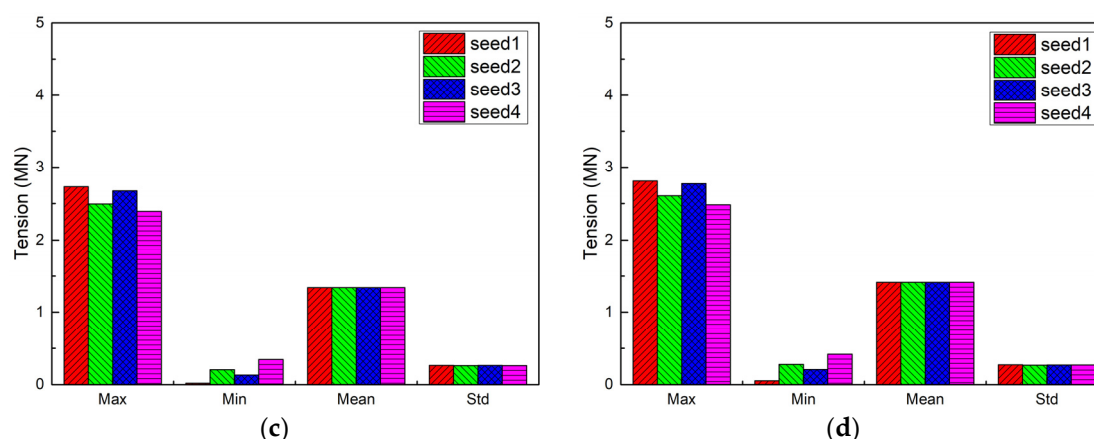 5
4
3
2
1
0
Tension (MN)
seed1
seed2
seed3
seed4
Max Min Mean Std
(c)
5
4
3
2
1
0
Tension (MN)
seed1
seed2
seed3
seed4
Max Min Mean Std
(d)